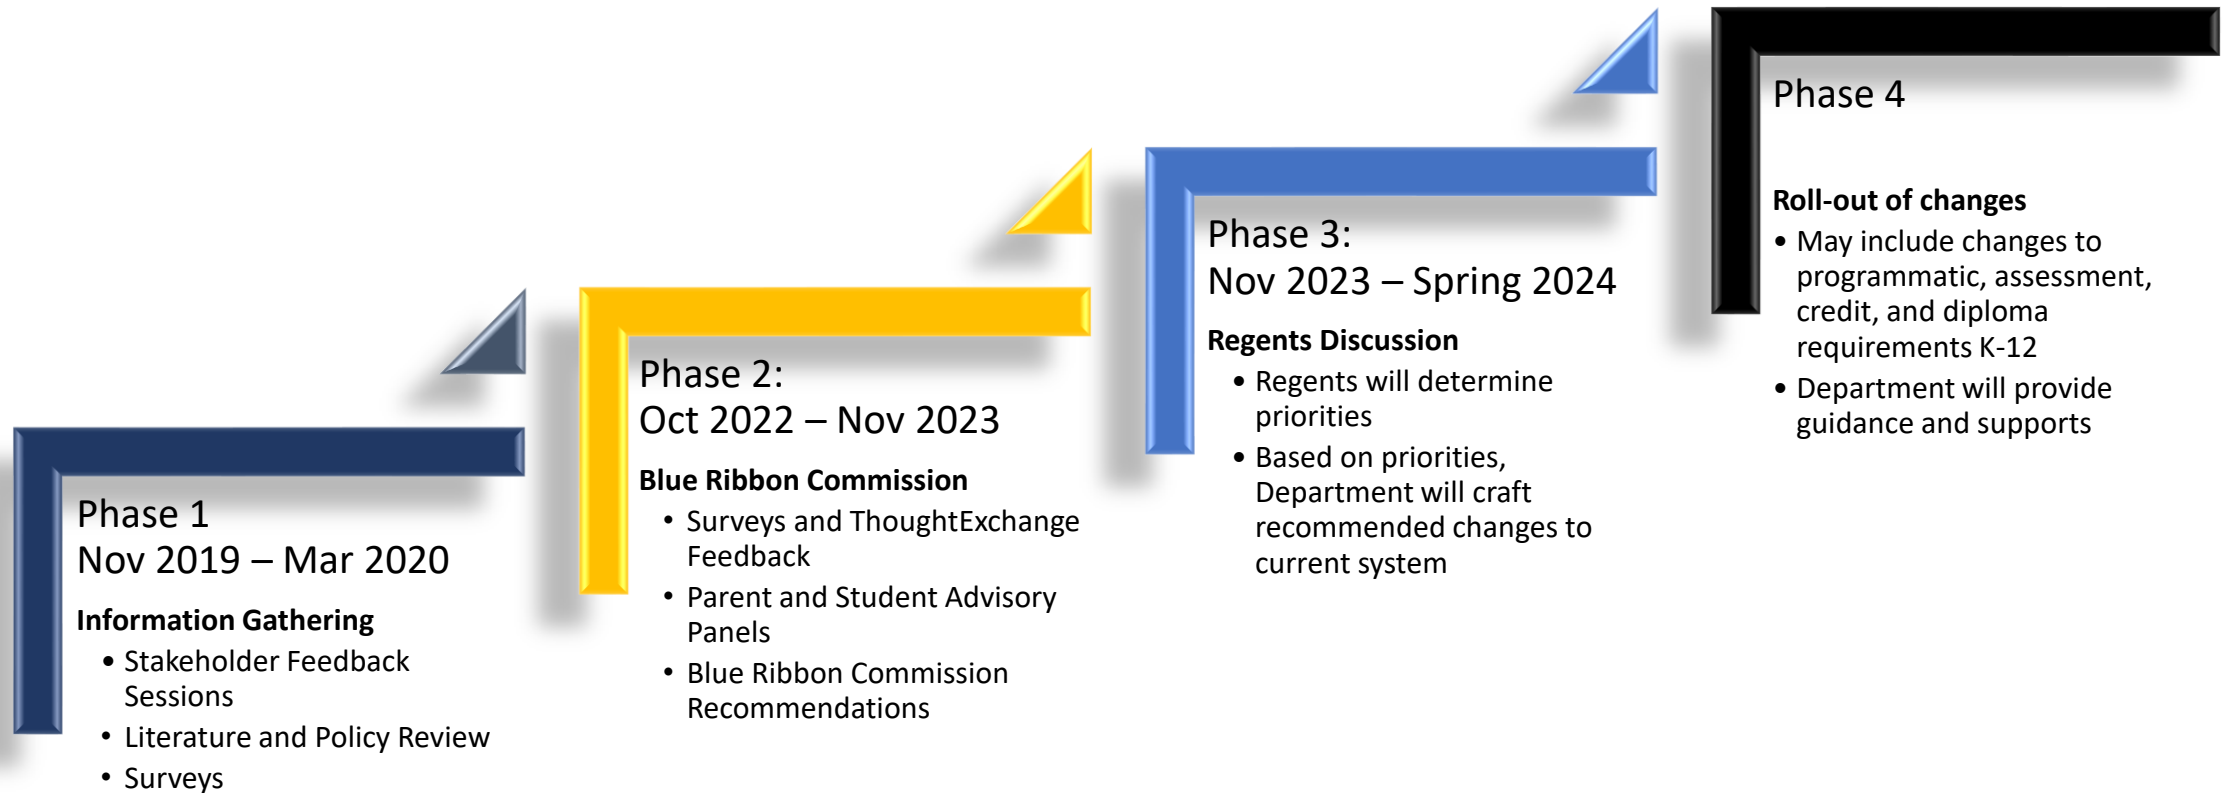 Phase 1
Nov 2019 – Mar 2020
Information Gathering
• Stakeholder Feedback
Sessions
• Literature and Policy Review
• Surveys
Phase 2:
Oct 2022 – Nov 2023
Blue Ribbon Commission
• Surveys and ThoughtExchange
Feedback
• Parent and Student Advisory
Panels
• Blue Ribbon Commission
Recommendations
Phase 3:
Nov 2023 – Spring 2024
Regents Discussion
• Regents will determine
priorities
• Based on priorities,
Department will craft
recommended changes to
current system
Phase 4
Roll-out of changes
• May include changes to
programmatic, assessment,
credit, and diploma
requirements K-12
• Department will provide
guidance and supports